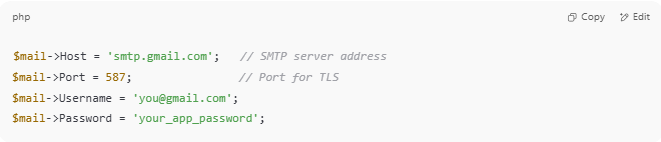 php
Copy
Edit
$mail->Host = 'smtp.gmail.com';   // SMTP server address
$mail->Port = 587;                // Port for TLS
$mail->Username = 'you@gmail.com';
$mail->Password = 'your_app_password';